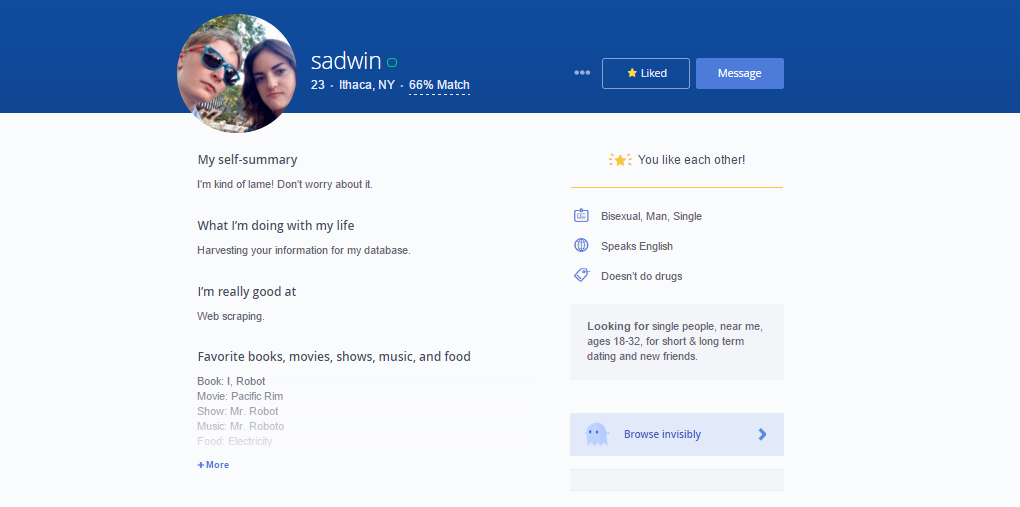 sadwin
23 · Ithaca, NY · 66% Match
Liked
Message
My self-summary
I'm kind of lame! Don't worry about it.
What I’m doing with my life
Harvesting your information for my database.
I’m really good at
Web scraping.
Favorite books, movies, shows, music, and food
Book: I, Robot
Movie: Pacific Rim
Show: Mr. Robot
Music: Mr. Roboto
Food: Electricity
+ More
You like each other!
Bisexual, Man, Single
Speaks English
Doesn’t do drugs
Looking for single people, near me,
ages 18-32, for short & long term
dating and new friends.
Browse invisibly